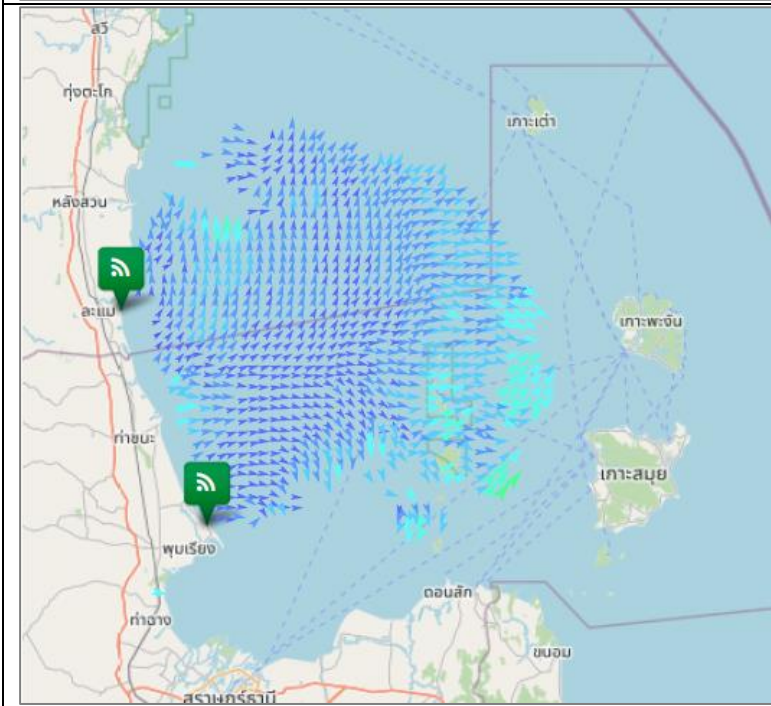 สวี
ทุ่งตะโก
เกาะเต่า
หลังสวน
ละแม
เกาะพะงัน
ท่าชนะ
เกาะสมุย
พุมเรียง
ดอนสัก
ท่าฉาง
ขนอม
สุราษฎร์ธานี